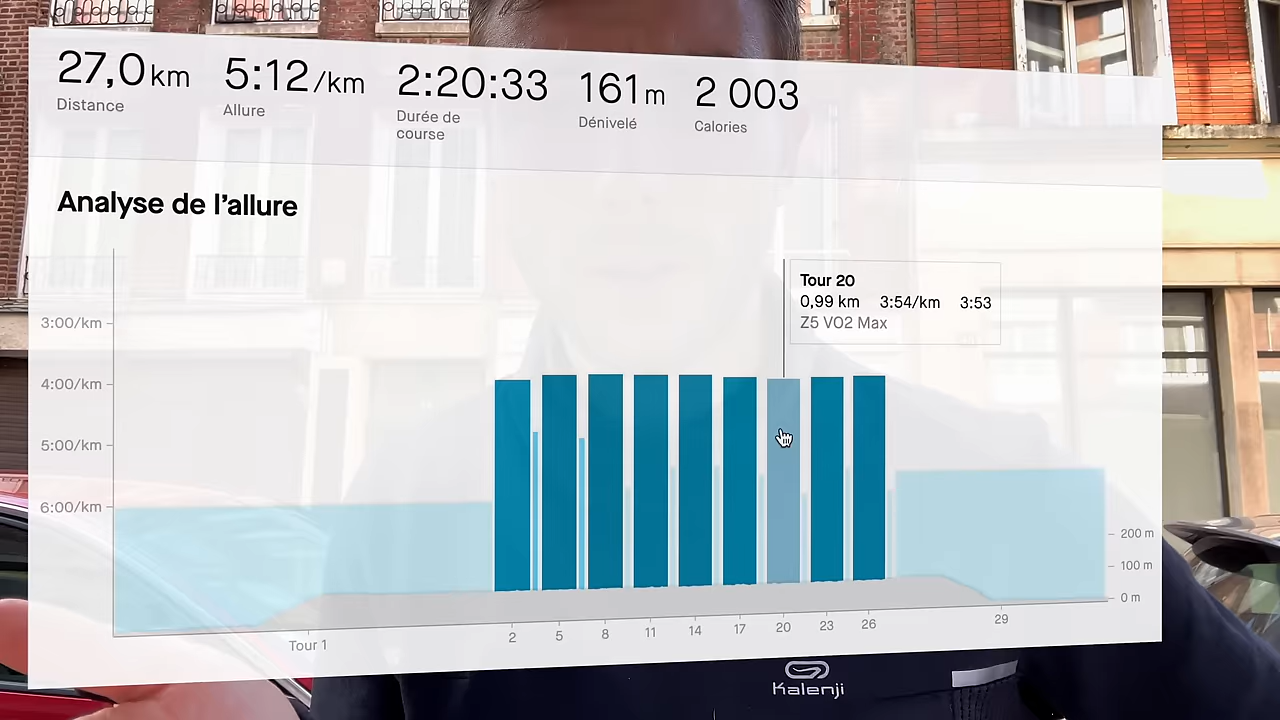 27,0 km
Distance
5:12 /km
Allure
2:20:33
Durée de
course
161 m
Dénivelé
2 003
Calories
Analyse de l'allure
Tour 20
0,99 km 3:54/km 3:53
Z5 VO2 Max
3:00/km
4:00/km
5:00/km
6:00/km
200 m
100 m
0 m
Tour 1
2 5 8 11 14 17 20 23 26 29
Kalenji